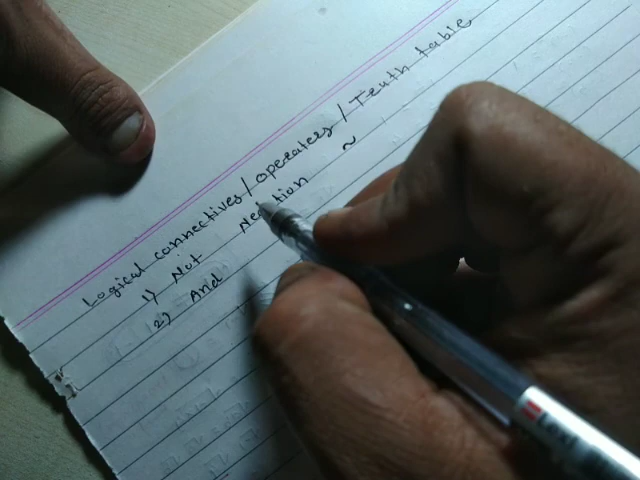 Logical connectives / operators / Truth table
1) Not Negation ~
2) And